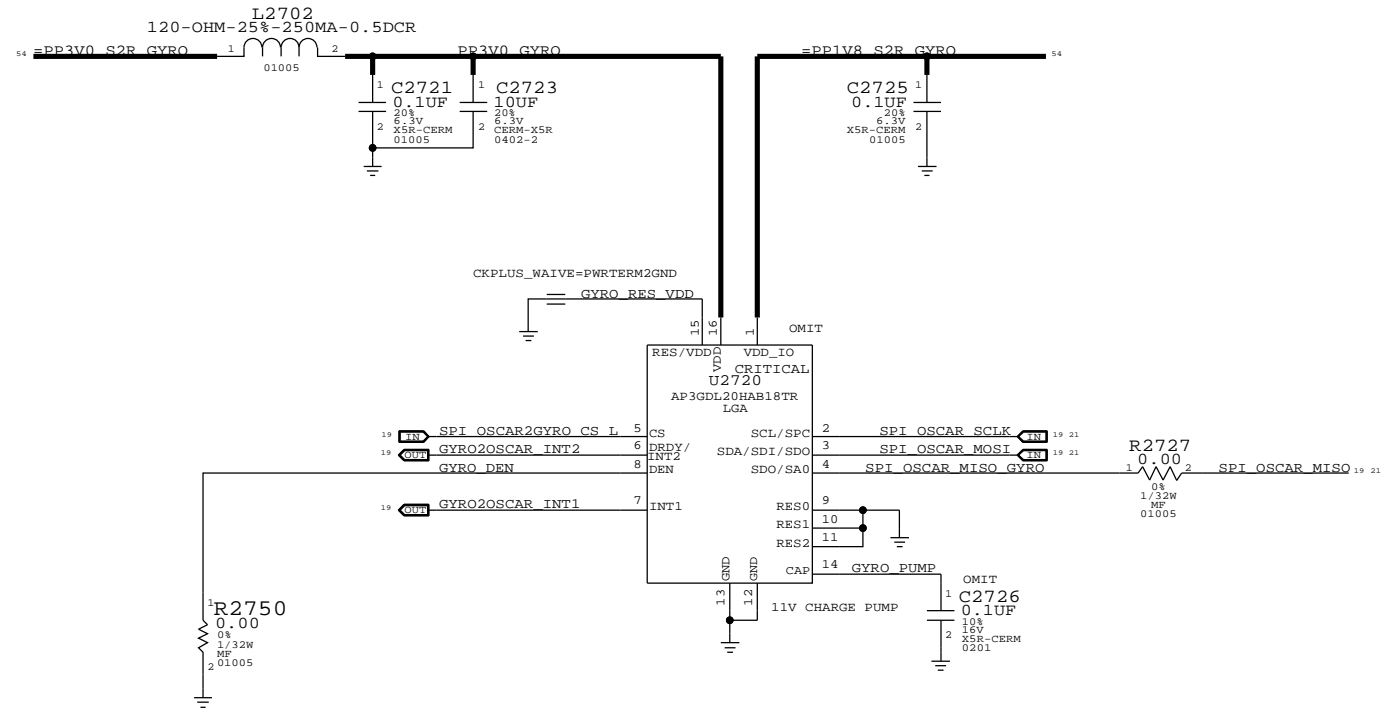 L2702
120-OHM-25%-250MA-0.5DCR
54 =PP3V0_S2R_GYRO 1 2 PP3V0_GYRO =PP1V8_S2R_GYRO 54
01005
1 C2721
0.1UF
20%
6.3V
2 X5R-CERM
01005
1 C2723
10UF
20%
6.3V
2 CERM-X5R
0402-2
C2725 1
0.1UF
20%
6.3V
X5R-CERM 2
01005
CKPLUS_WAIVE=PWRTERM2GND
GYRO_RES_VDD
15 16 1 OMIT
RES/VDD VDD VDD_IO
CRITICAL
U2720
AP3GDL20HAB18TR
LGA
19 IN SPI_OSCAR2GYRO_CS_L 5 CS
19 OUT GYRO2OSCAR_INT2 6 DRDY/
INT2
GYRO_DEN 8 DEN
19 OUT GYRO2OSCAR_INT1 7 INT1
SCL/SPC 2 SPI_OSCAR_SCLK IN 19 21
SDA/SDI/SDO 3 SPI_OSCAR_MOSI IN 19 21
SDO/SA0 4 SPI_OSCAR_MISO_GYRO
R2727
0.00
1 2 SPI_OSCAR_MISO 19 21
0%
1/32W
MF
01005
RES0 9
RES1 10
RES2 11
CAP 14 GYRO_PUMP
GND GND
13 12
11V CHARGE PUMP
OMIT
1 C2726
0.1UF
10%
16V
2 X5R-CERM
0201
1 R2750
0.00
0%
1/32W
MF
2 01005